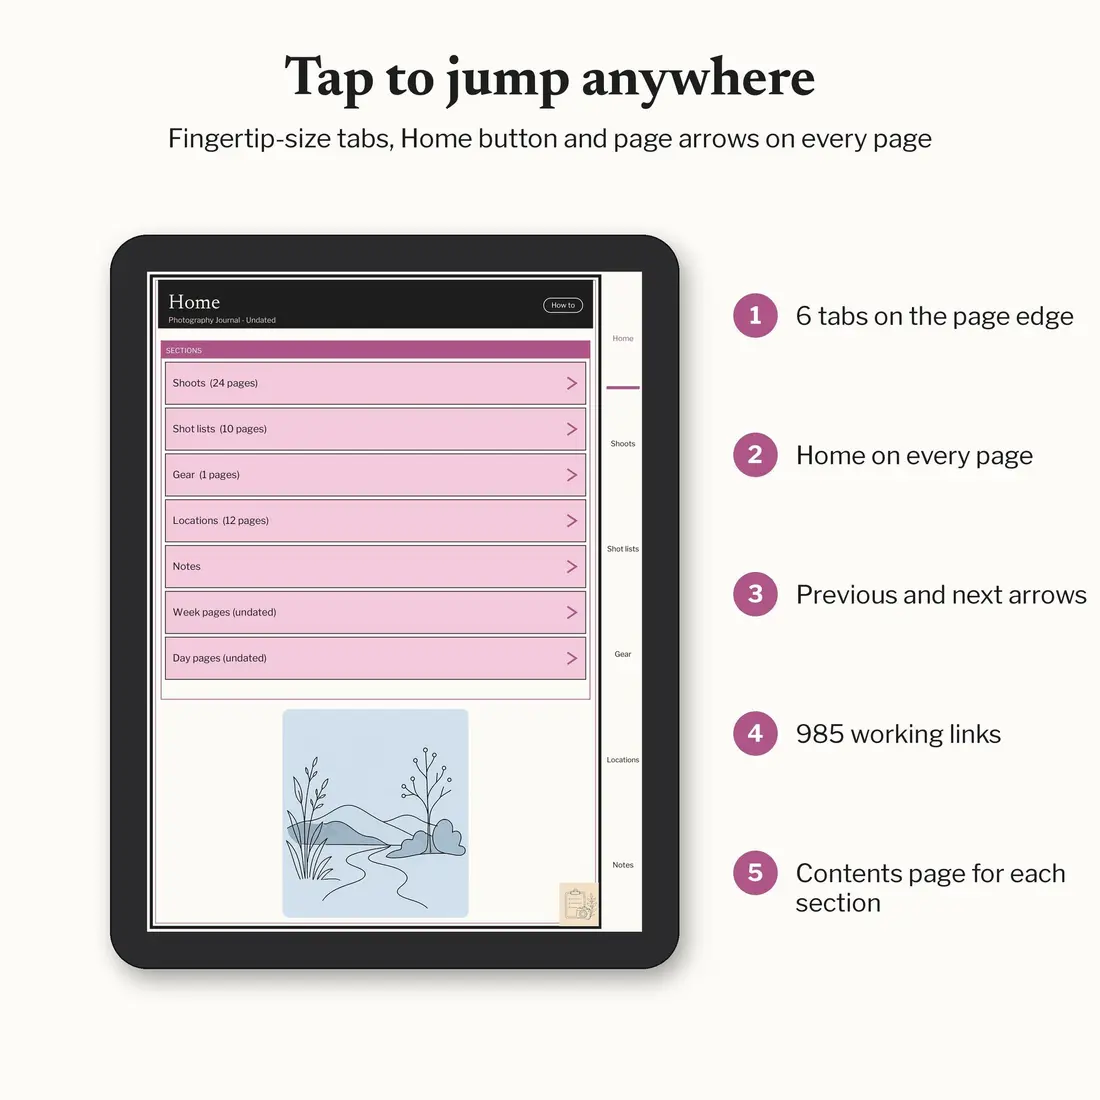 Tap to jump anywhere
Fingertip-size tabs, Home button and page arrows on every page
Home
Photography Journal - Undated
How to
SECTIONS
Shoots (24 pages)
Shot lists (10 pages)
Gear (1 pages)
Locations (12 pages)
Notes
Week pages (undated)
Day pages (undated)
Home
Shoots
Shot lists
Gear
Locations
Notes
1 6 tabs on the page edge
2 Home on every page
3 Previous and next arrows
4 985 working links
5 Contents page for each
section